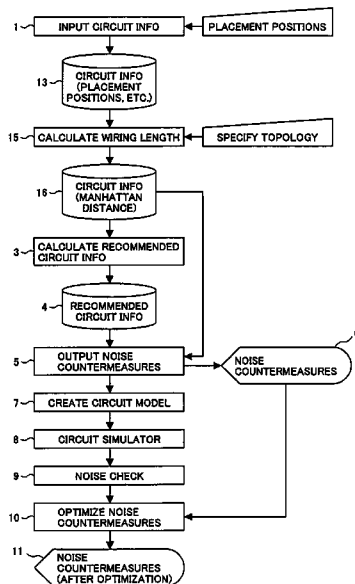 1
INPUT CIRCUIT INFO
PLACEMENT POSITIONS
13
CIRCUIT INFO
(PLACEMENT
POSITIONS, ETC.)
15
CALCULATE WIRING LENGTH
SPECIFY TOPOLOGY
16
CIRCUIT INFO
(MANHATTAN
DISTANCE)
3
CALCULATE RECOMMENDED
CIRCUIT INFO
4
RECOMMENDED
CIRCUIT INFO
5
OUTPUT NOISE
COUNTERMEASURES
NOISE
COUNTERMEASURES
7
CREATE CIRCUIT MODEL
8
CIRCUIT SIMULATOR
9
NOISE CHECK
10
OPTIMIZE NOISE
COUNTERMEASURES
11
NOISE
COUNTERMEASURES
(AFTER OPTIMIZATION)